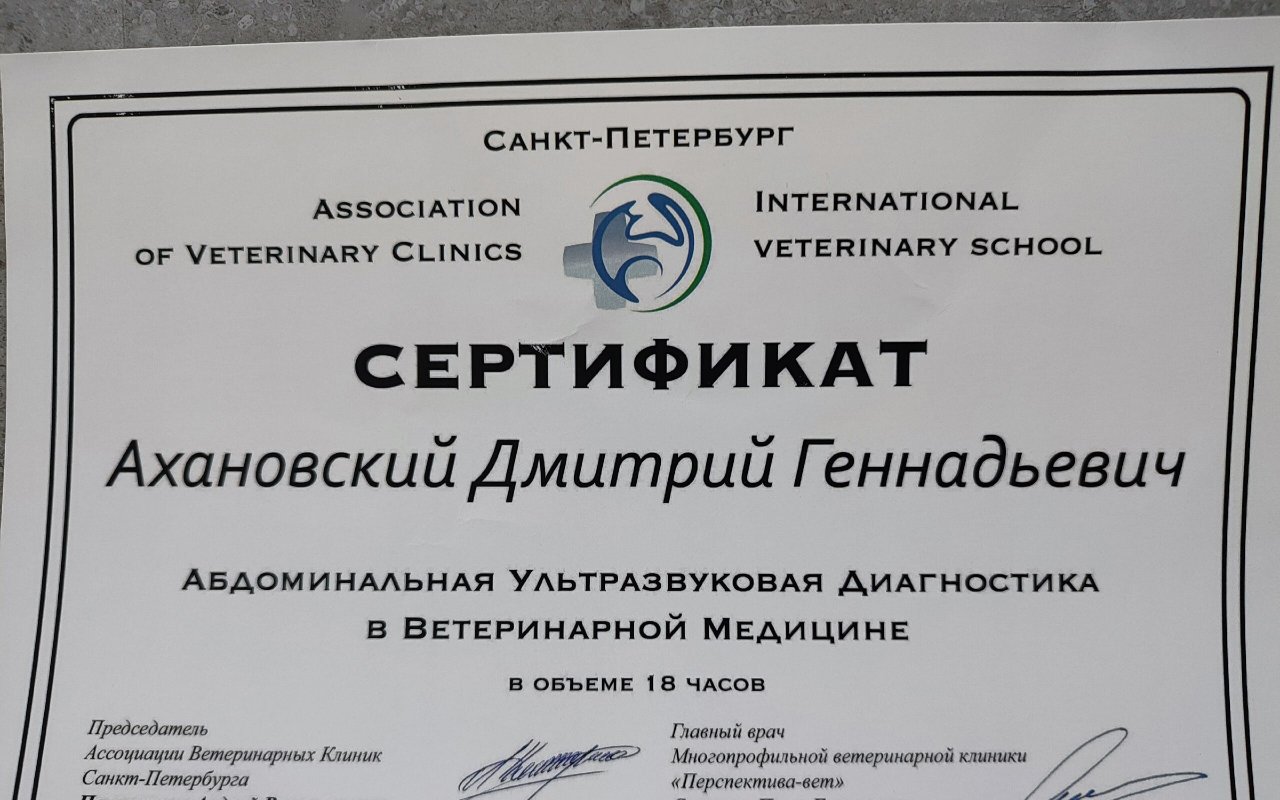 Санкт-Петербург
Association
of Veterinary Clinics
International
veterinary school
СЕРТИФИКАТ
Ахановский Дмитрий Геннадьевич
Абдоминальная Ультразвуковая Диагностика
в Ветеринарной Медицине
в объеме 18 часов
Председатель
Ассоциации Ветеринарных Клиник
Санкт-Петербурга
Главный врач
Многопрофильной ветеринарной клиники
«Перспектива-вет»